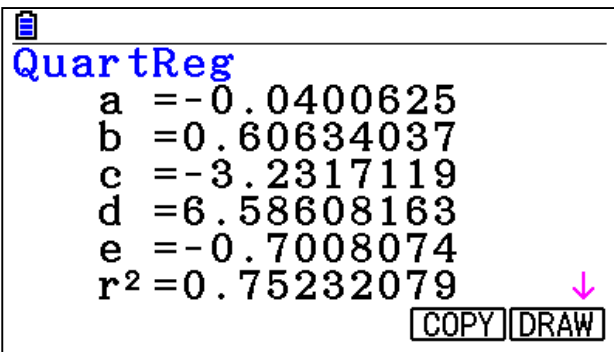 QuartReg
a =-0.0400625
b =0.60634037
c =-3.2317119
d =6.58608163
e =-0.7008074
r²=0.75232079 ↓
COPY DRAW